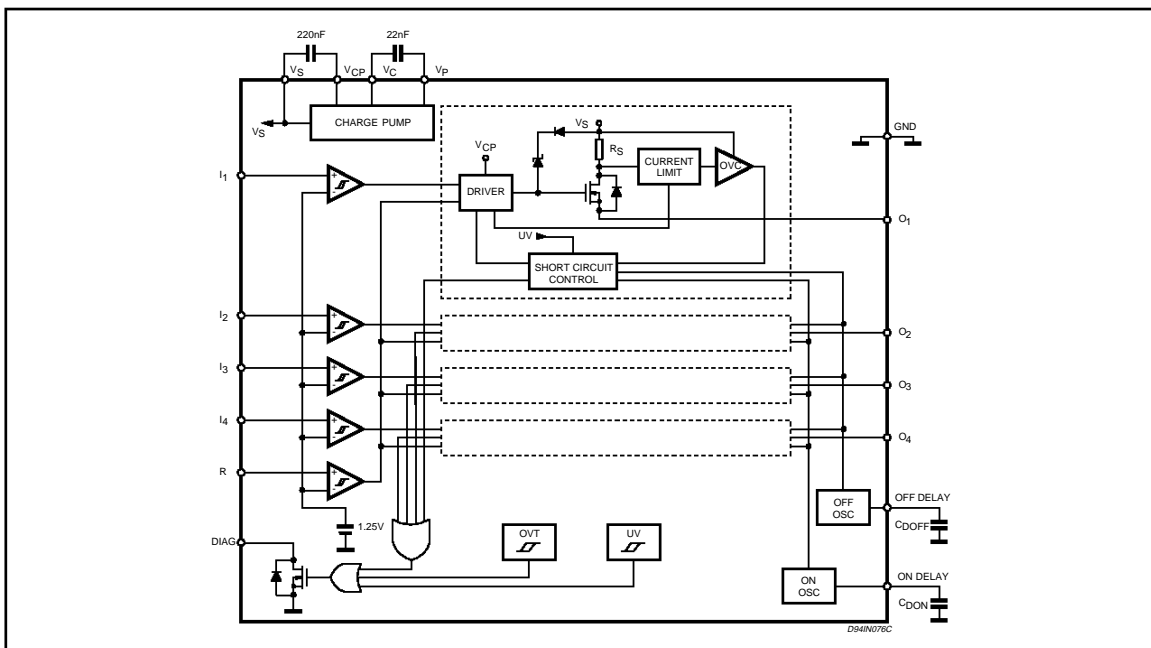 220nF 22nF
VS VCP VC VP
VS CHARGE PUMP
GND
VS
RS
VCP
CURRENT
LIMIT
OVC
I1
+
-
DRIVER
O1
UV
SHORT CIRCUIT
CONTROL
I2
+
-
O2
I3
+
-
O3
I4
+
-
O4
R
+
-
OFF
OSC
OFF DELAY
CDOFF
1.25V
DIAG
OVT
UV
ON
OSC
ON DELAY
CDON
D94IN076C